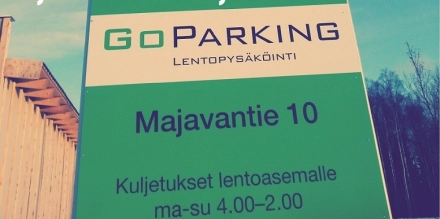 GoParking
Lentopysäköinti
Majavantie 10
Kuljetukset lentoasemalle
ma-su 4.00–2.00